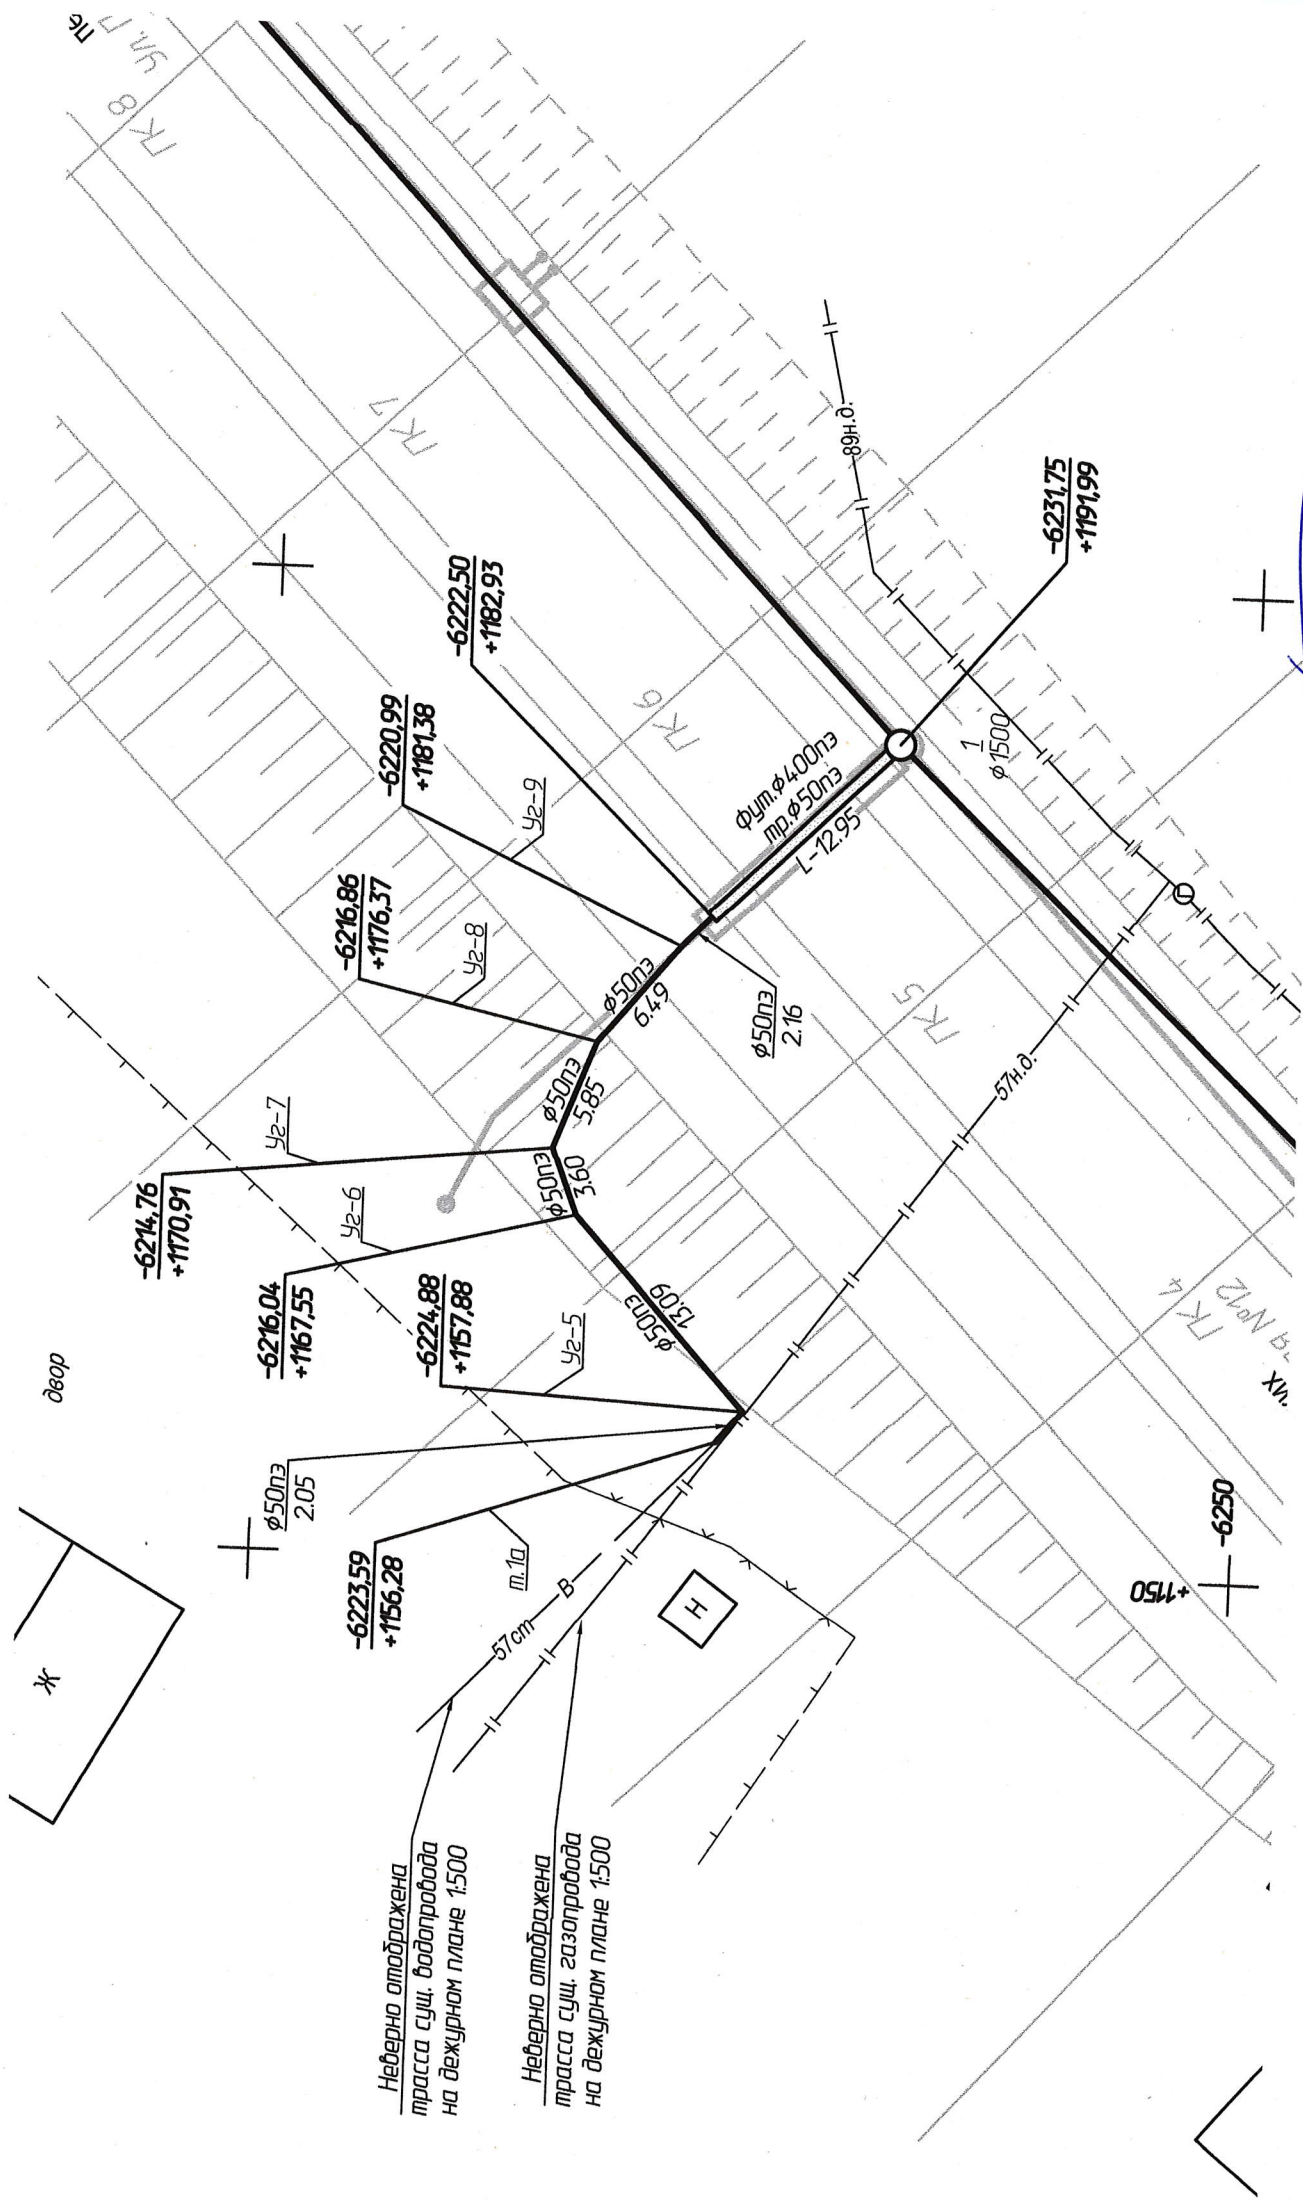 двор
Ж
ПК 8
ПК 7
ПК 6
ПК 5
ПК 4
-6214,76
+1170,91
Уг-7
-6216,04
+1167,55
Уг-6
-6224,88
+1157,88
Уг-5
ф50пэ
2.05
-6223,59
+1156,28
т.1а
-6216,86
+1176,37
Уг-8
-6220,99
+1181,38
Уг-9
-6222,50
+1182,93
-6231,75
+1191,99
ф50пэ
13.09
ф50пэ
3.60
ф50пэ
5.85
ф50пэ
6.49
ф50пэ
2.16
фут.ф400пэ
тр.ф50пэ
L-12.95
1
ф1500
89н.д.
57н.д.
57ст
В
Н
Г
+1150
-6250
Неверно отображена
трасса сущ. водопровода
на дежурном плане 1:500
Неверно отображена
трасса сущ. газопровода
на дежурном плане 1:500